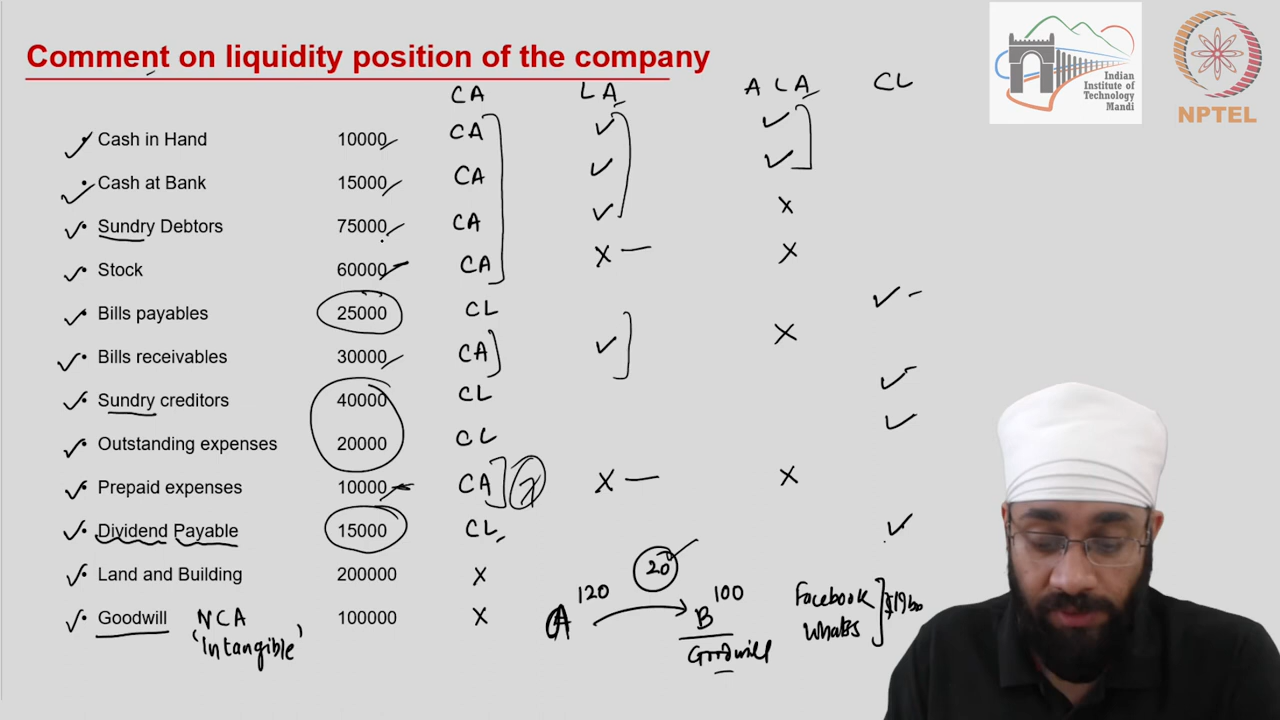 Comment on liquidity position of the company
Indian
Institute of
Technology
Mandi
NPTEL
CA LA ALA CL
Cash in Hand 10000 CA ✓ ✓
Cash at Bank 15000 CA ✓ ✓
Sundry Debtors 75000 CA ✓ x
Stock 60000 CA x x
Bills payables 25000 CL ✓
Bills receivables 30000 CA ✓ x
Sundry creditors 40000 CL ✓
Outstanding expenses 20000 CL ✓
Prepaid expenses 10000 CA 7 x x
Dividend Payable 15000 CL ✓
Land and Building 200000 x
Goodwill NCA 100000 x
'Intangible'
20
A 120 B 100
Goodwill
Facebook
Whats